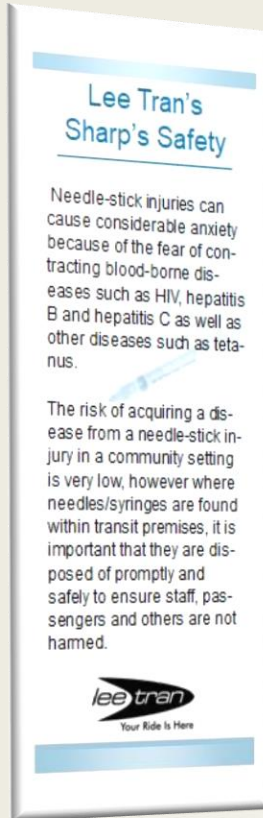 Lee Tran's
Sharp's Safety
Needle-stick injuries can
cause considerable anxiety
because of the fear of con-
tracting blood-borne dis-
eases such as HIV, hepatitis
B and hepatitis C as well as
other diseases such as teta-
nus.
The risk of acquiring a dis-
ease from a needle-stick in-
jury in a community setting
is very low, however where
needles/syringes are found
within transit premises, it is
important that they are dis-
posed of promptly and
safely to ensure staff, pas-
sengers and others are not
harmed.
lee tran
Your Ride Is Here